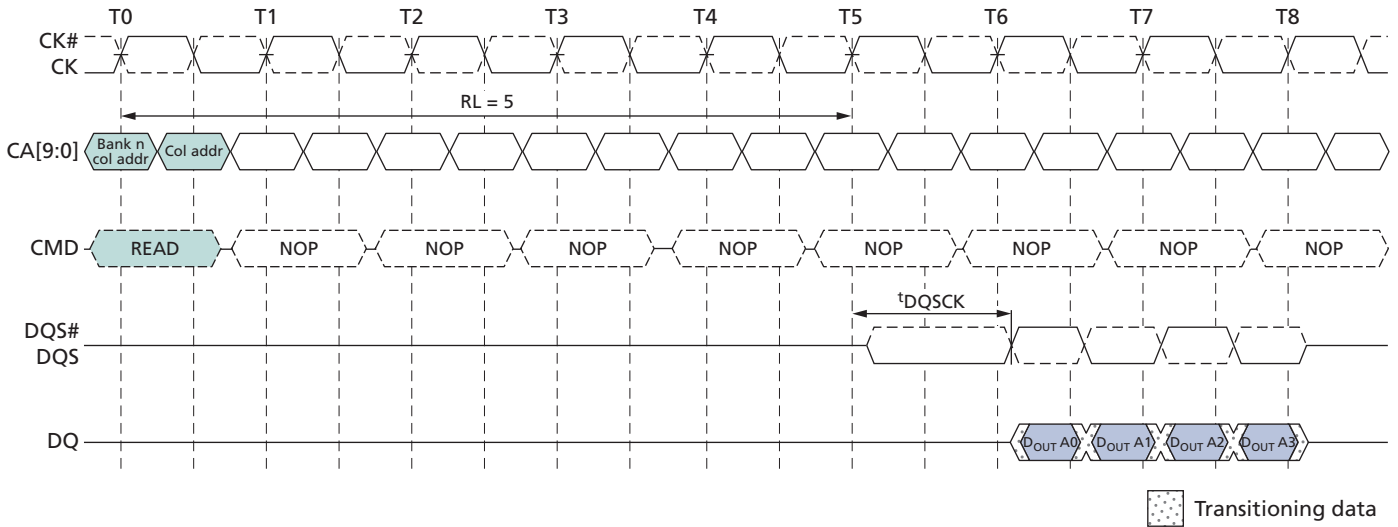 T0 T1 T2 T3 T4 T5 T6 T7 T8
CK#
CK
RL = 5
CA[9:0] Bank n col addr Col addr
CMD READ NOP NOP NOP NOP NOP NOP NOP NOP
tDQSCK
DQS#
DQS
DQ DOUT A0 DOUT A1 DOUT A2 DOUT A3
Transitioning data